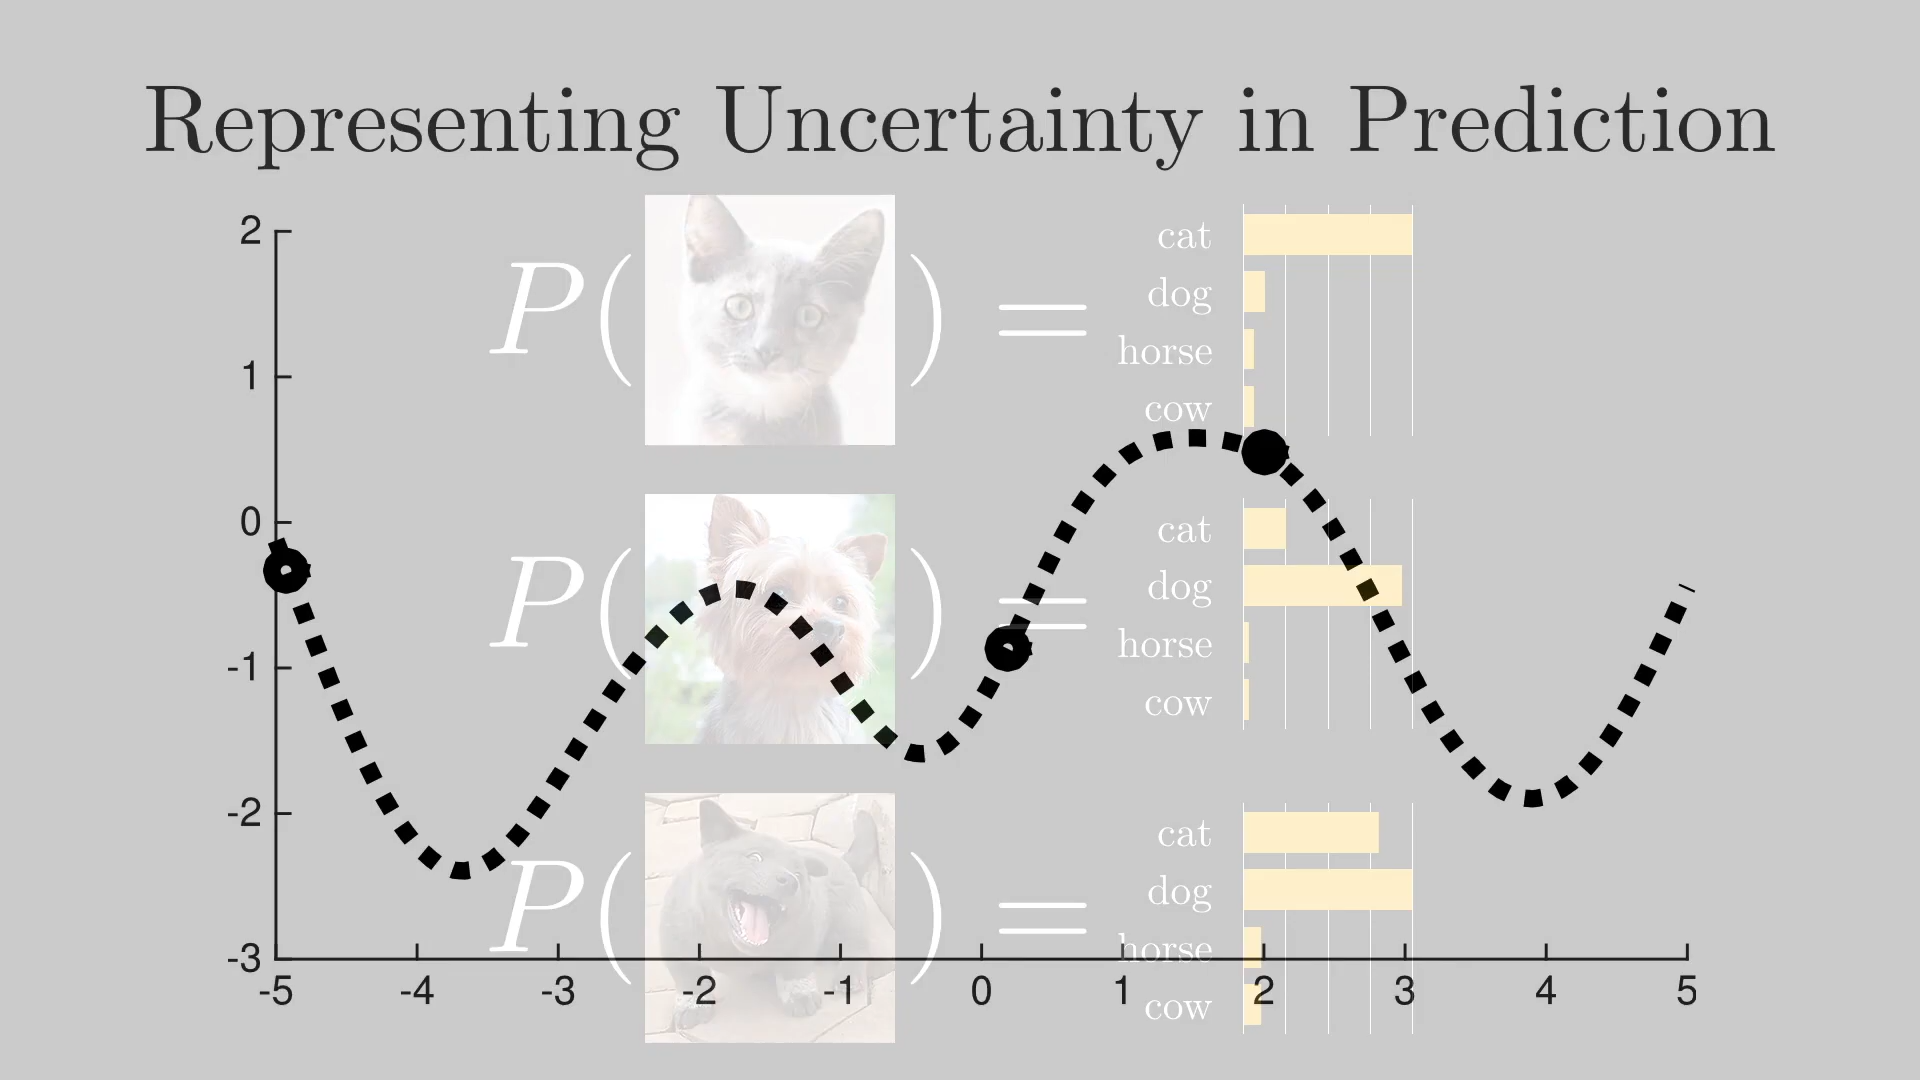 Representing Uncertainty in Prediction
2
1
0
-1
-2
-3
-5 -4 -3 -2 -1 0 1 2 3 4 5
P( ) =
cat
dog
horse
cow
P( ) =
cat
dog
horse
cow
P( ) =
cat
dog
horse
cow